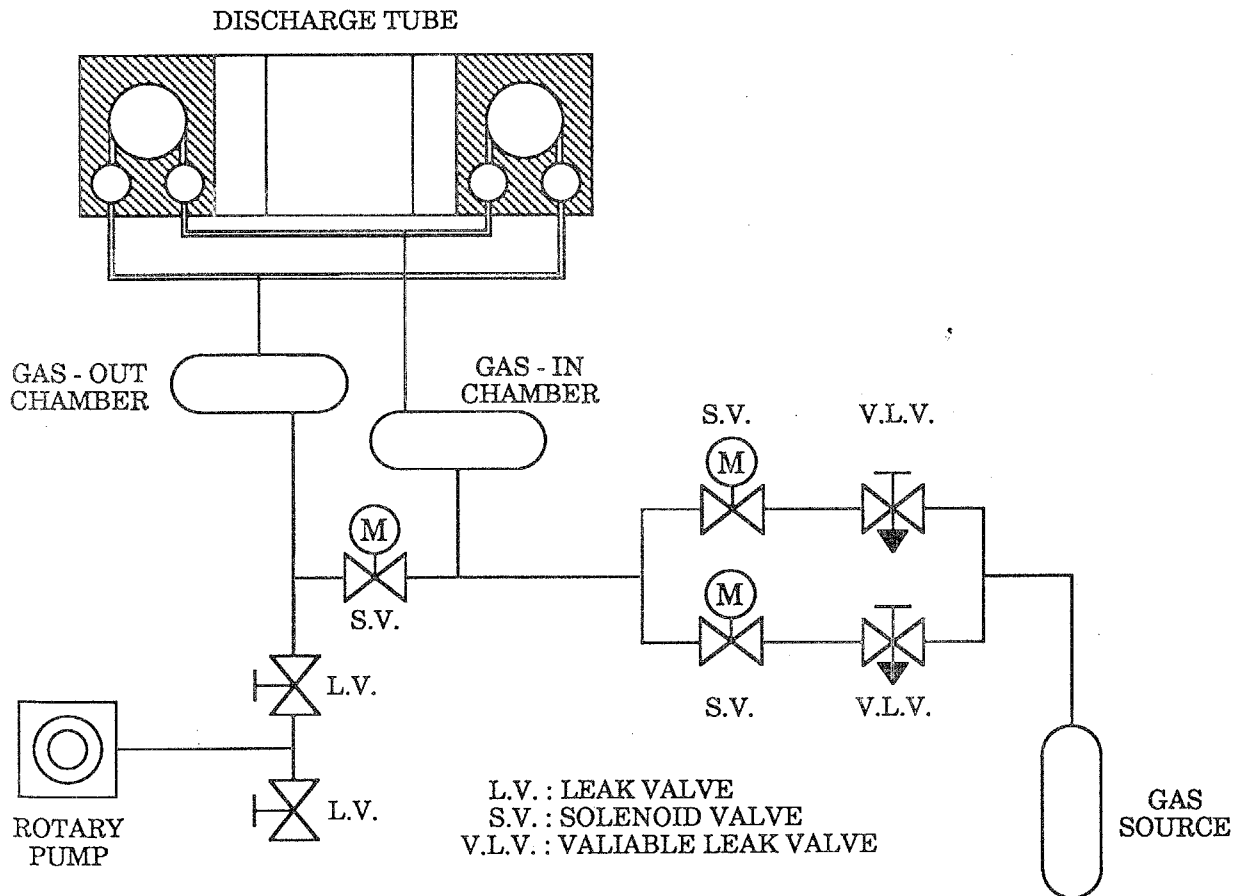 DISCHARGE TUBE
GAS - OUT
CHAMBER
GAS - IN
CHAMBER
S.V.
V.L.V.
M
M
S.V.
M
L.V.
S.V.
V.L.V.
L.V.
ROTARY
PUMP
L.V. : LEAK VALVE
S.V. : SOLENOID VALVE
V.L.V. : VALIABLE LEAK VALVE
GAS
SOURCE